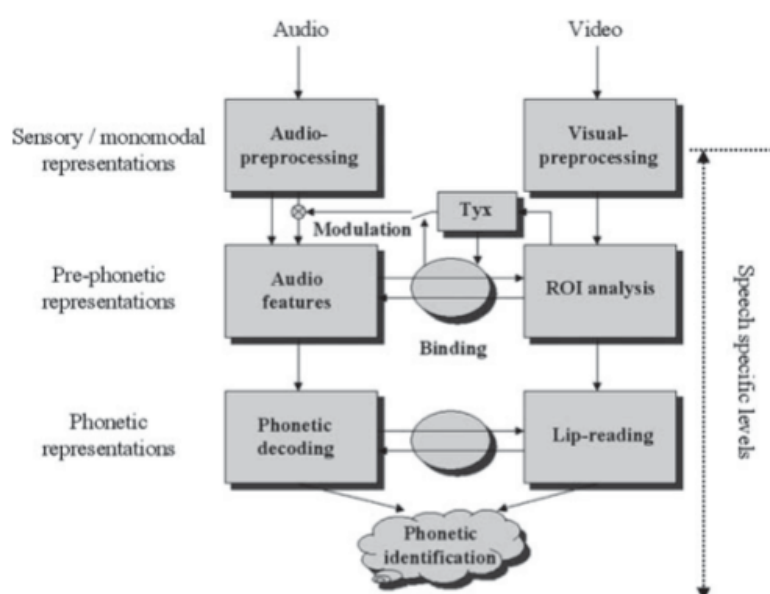 Audio
Video
Sensory / monomodal
representations
Audio-
preprocessing
Visual-
preprocessing
Tyx
Modulation
Pre-phonetic
representations
Audio
features
ROI analysis
Binding
Speech specific levels
Phonetic
representations
Phonetic
decoding
Lip-reading
Phonetic
identification